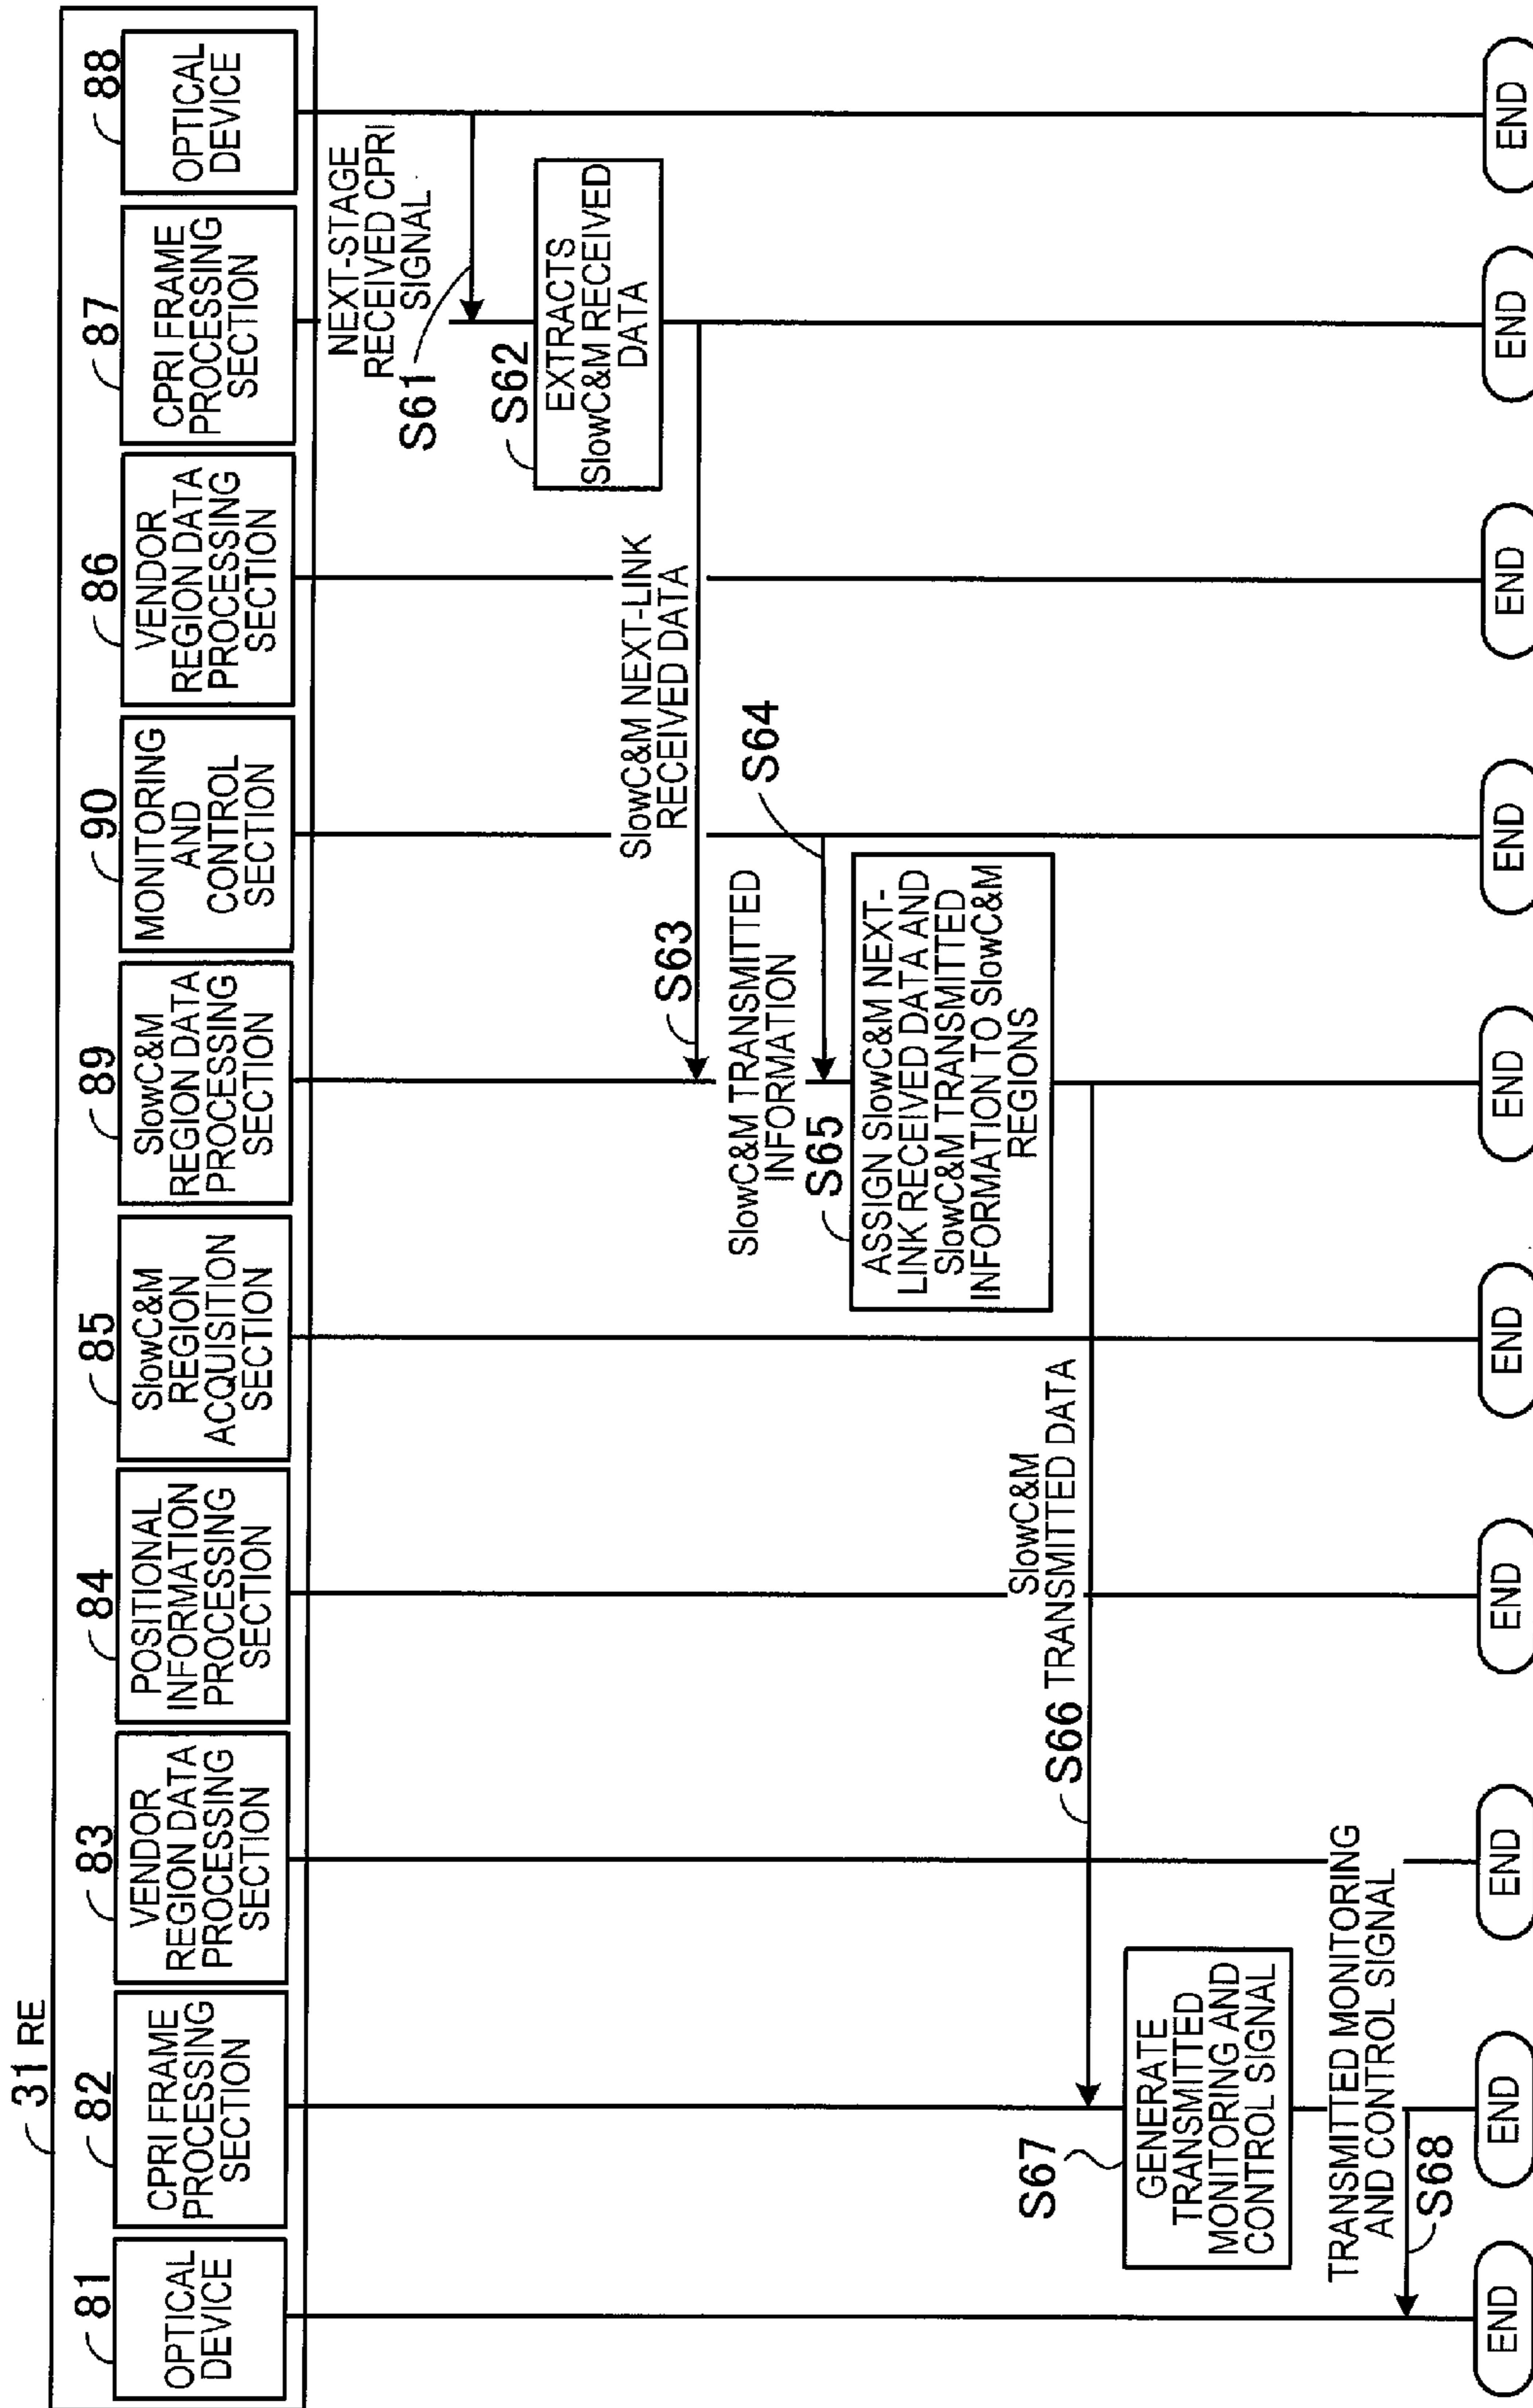 31 RE
81
OPTICAL
DEVICE
82
CPRI FRAME
PROCESSING
SECTION
83
VENDOR
REGION DATA
PROCESSING
SECTION
84
POSITIONAL
INFORMATION
PROCESSING
SECTION
85
SlowC&M
REGION
ACQUISITION
SECTION
89
SlowC&M
REGION DATA
PROCESSING
SECTION
90
MONITORING
AND
CONTROL
SECTION
86
VENDOR
REGION DATA
PROCESSING
SECTION
87
CPRI FRAME
PROCESSING
SECTION
88
OPTICAL
DEVICE
NEXT-STAGE
RECEIVED CPRI
SIGNAL
S61
S62
EXTRACTS
SlowC&M RECEIVED
DATA
SlowC&M NEXT-LINK
RECEIVED DATA
S63
SlowC&M TRANSMITTED
INFORMATION
S64
S65
ASSIGN SlowC&M NEXT-
LINK RECEIVED DATA AND
SlowC&M TRANSMITTED
INFORMATION TO SlowC&M
REGIONS
SlowC&M
TRANSMITTED DATA
S66
S67
GENERATE
TRANSMITTED
MONITORING AND
CONTROL SIGNAL
TRANSMITTED MONITORING
AND CONTROL SIGNAL
S68
END
END
END
END
END
END
END
END
END
END